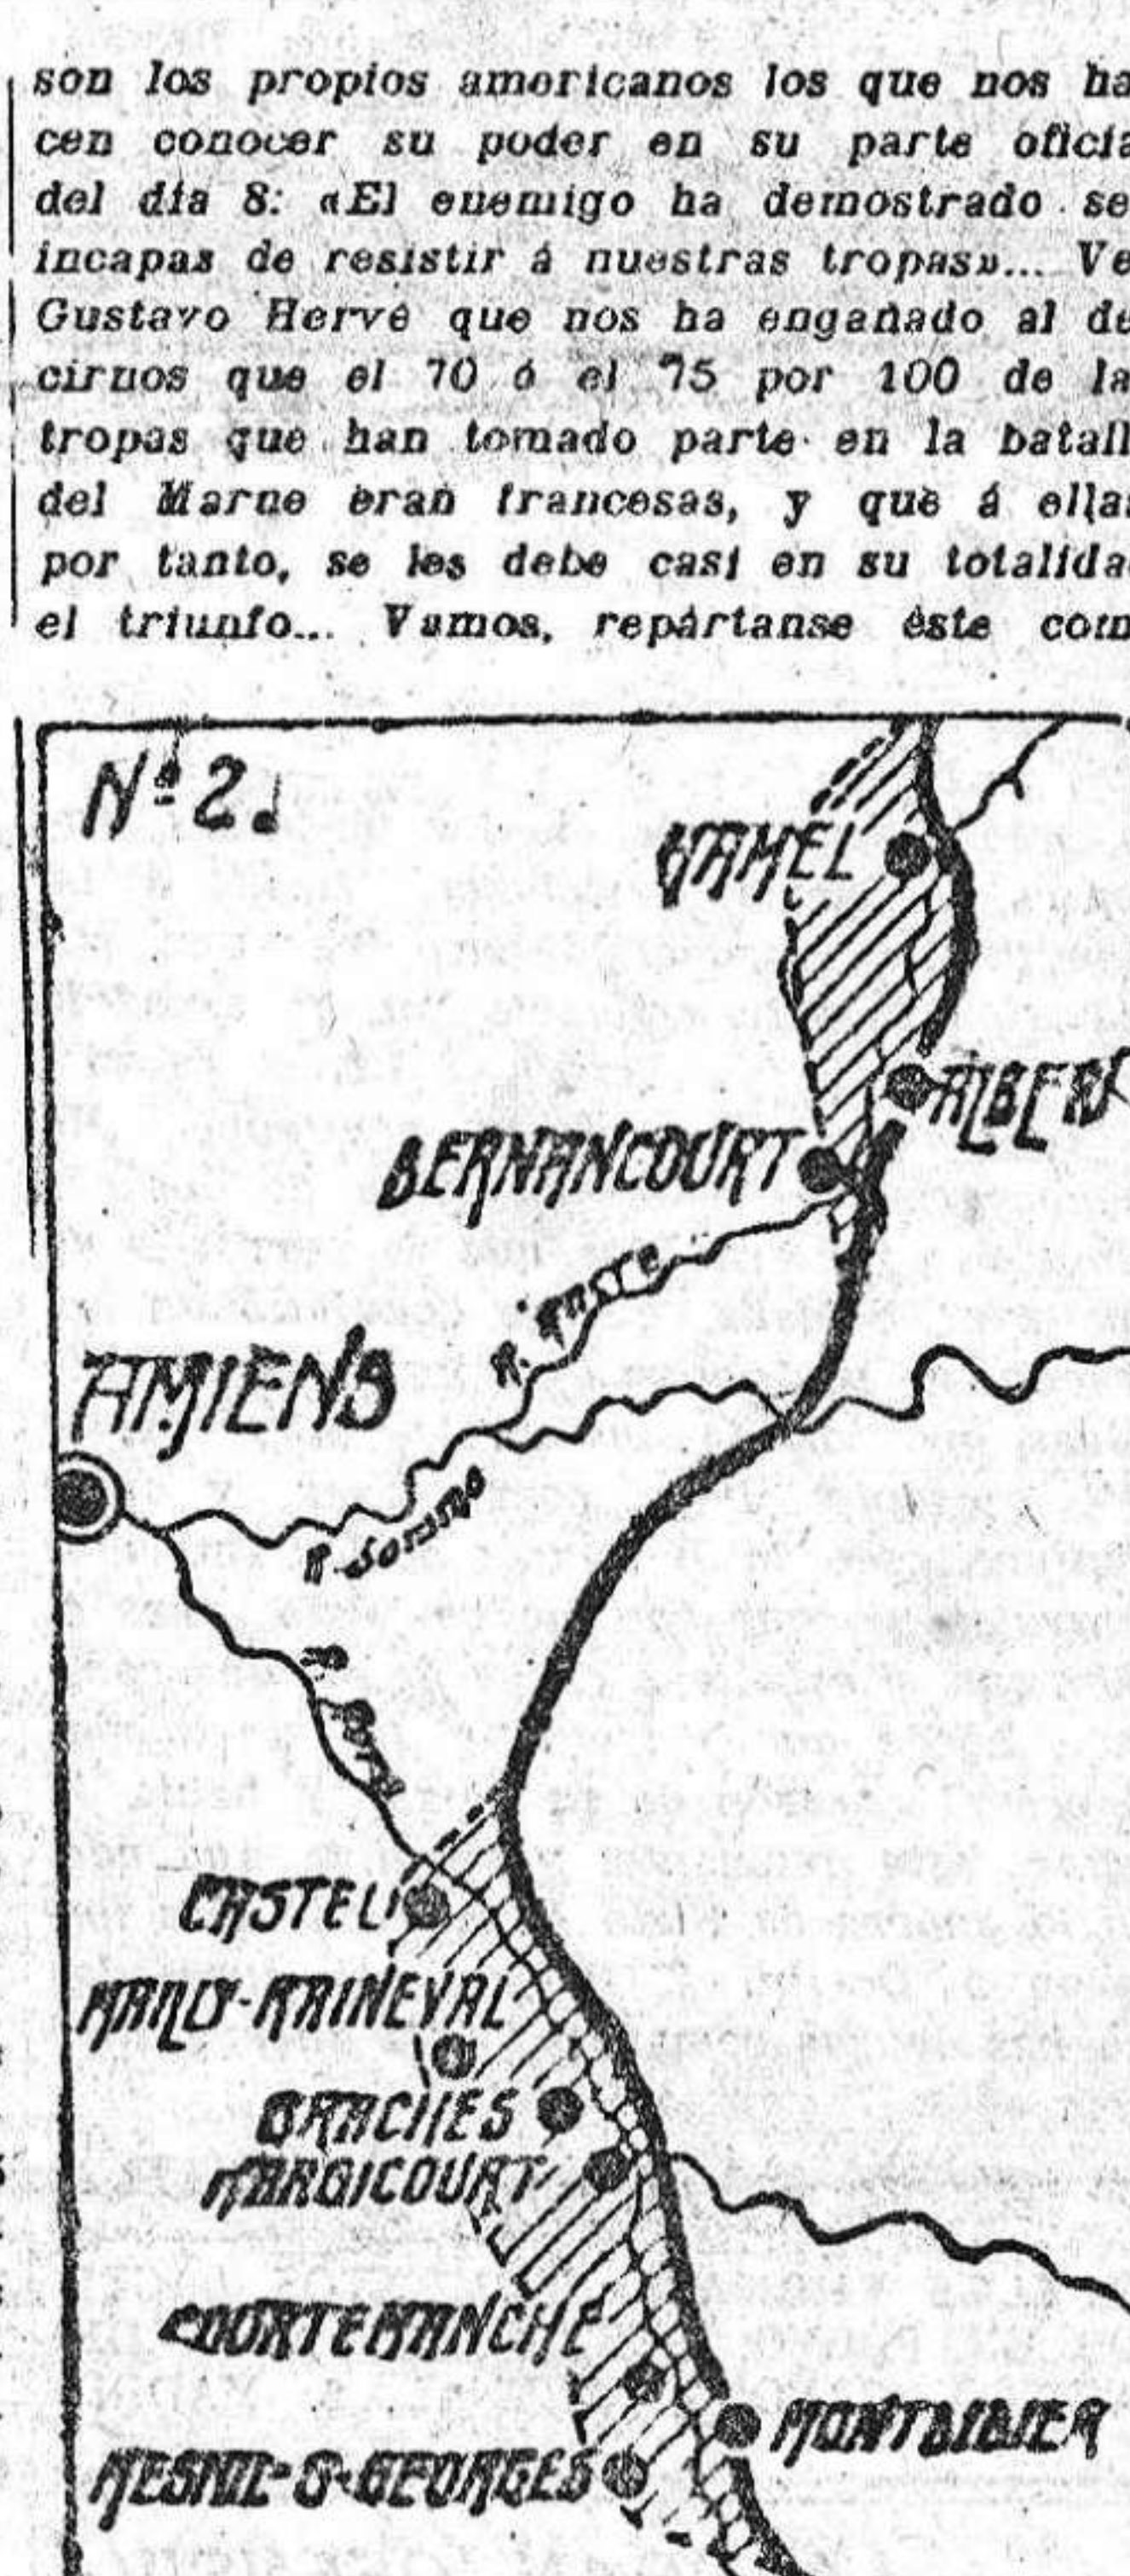 son los propios americanos los que nos ha
cen conocer su poder en su parte oficia
del día 8: «El enemigo ha demostrado se
incapas de resistir á nuestras tropas»... Ve
Gustavo Hervé que nos ha engañado al de
cirnos que el 70 ó el 75 por 100 de la
tropas que han tomado parte en la batall
del Marne eran francesas, y que á ellas
por tanto, se les debe casi en su totalida
el triunfo... Vamos, repártanse éste com
Nº 2.
HAMEL
ALBERT
BERNANCOURT
R. ANCRE
AMIENS
R. Somme
R.
CASTEL
MAILLY-RAINEVAL
BRACHES
MARGICOURT
COURTEMANCHE
MONTDIDIER
MESNIL-S-GEORGES